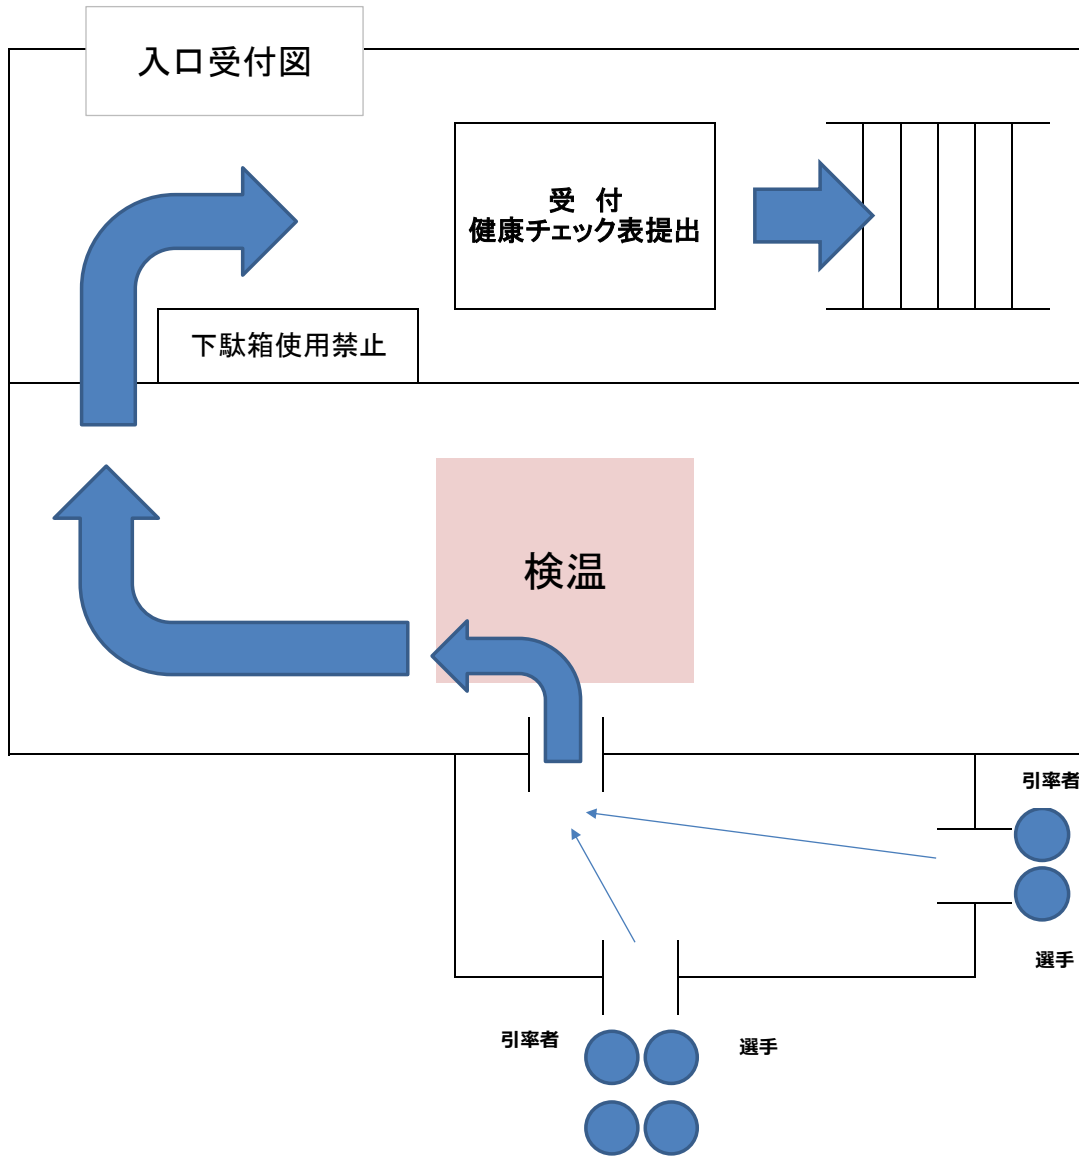 入口受付図
受　付
健康チェック表提出
下駄箱使用禁止
検温
引率者
選手
引率者
選手